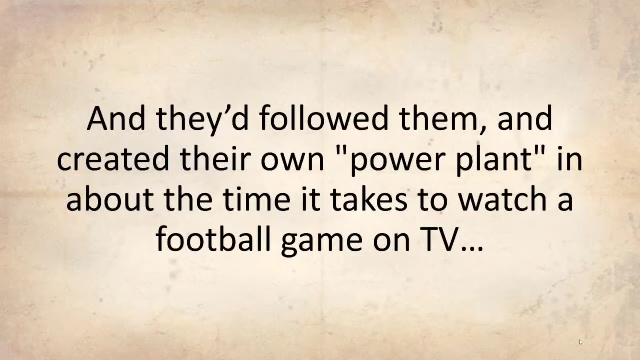 And they’d followed them, and
created their own "power plant" in
about the time it takes to watch a
football game on TV…